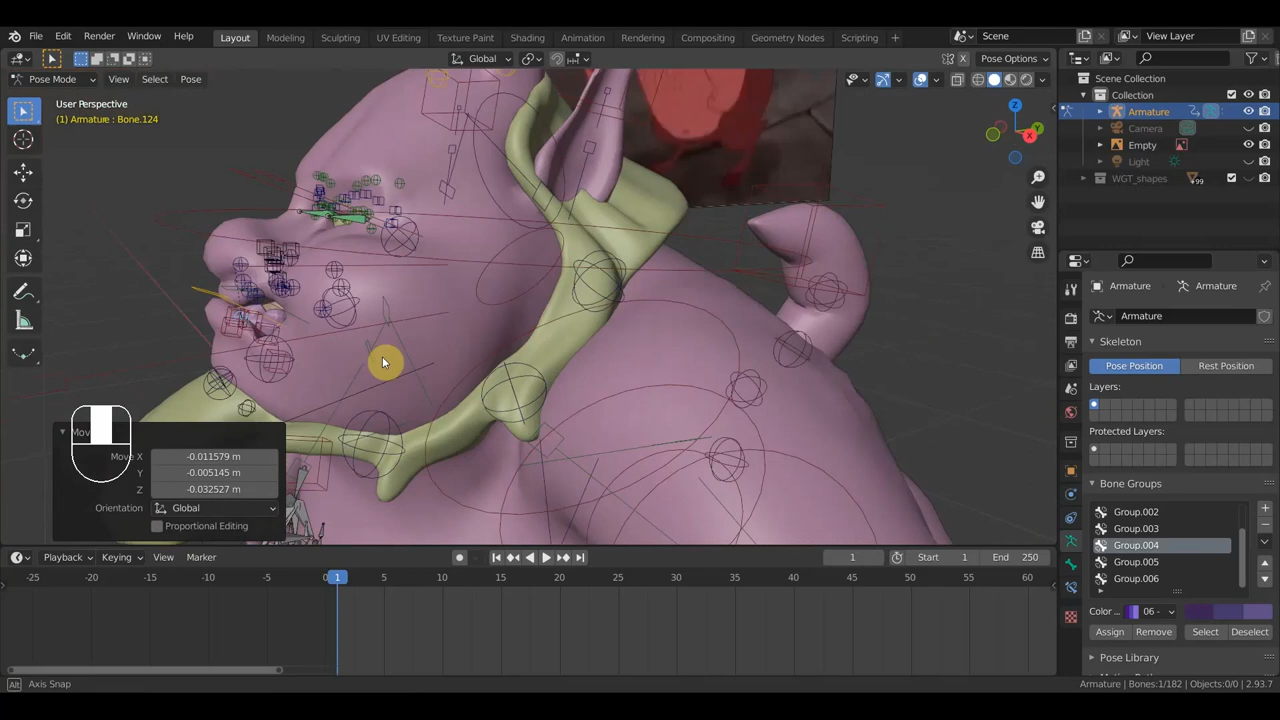 File Edit Render Window Help Layout Modeling Sculpting UV Editing Texture Paint Shading Animation Rendering Compositing Geometry Nodes Scripting + Scene View Layer
Global X Pose Options
Pose Mode View Select Pose
User Perspective
(1) Armature : Bone.124
Z
Y
X
Scene Collection
Collection
Armature
Camera
Empty
Light
WGT_shapes 99
Armature Armature
Armature
Skeleton
Pose Position Rest Position
Layers:
Protected Layers:
Bone Groups
Group.002
Group.003
Group.004
Group.005
Group.006
Color ... 06 -
Assign Remove Select Deselect
Pose Library
Mov
Move X -0.011579 m
Y -0.005145 m
Z -0.032527 m
Orientation Global
Proportional Editing
Playback Keying View Marker 1 Start 1 End 250
-25 -20 -15 -10 -5 0 1 5 10 15 20 25 30 35 40 45 50 55 60
Alt Axis Snap Armature | Bones:1/182 | Objects:0/0 | 2.93.7